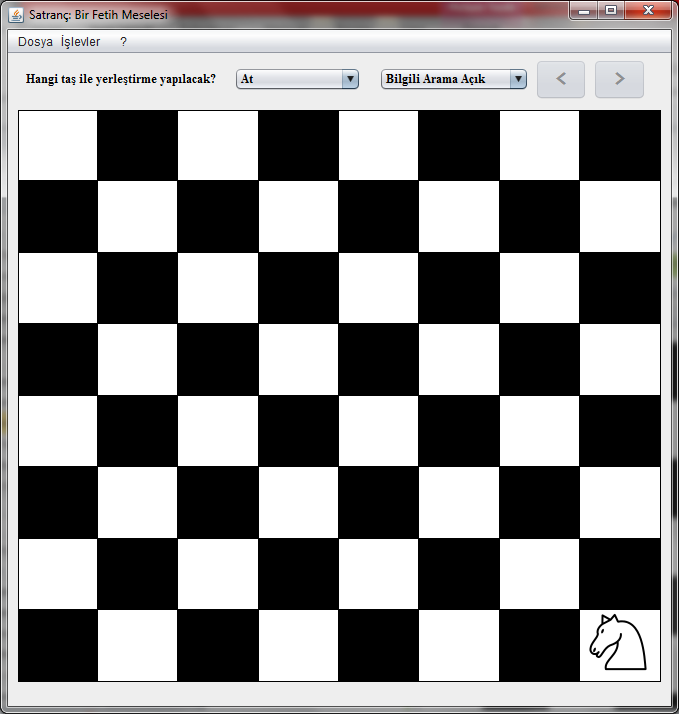 Satranç: Bir Fetih Meselesi
Dosya İşlevler ?
Hangi taş ile yerleştirme yapılacak? At Bilgili Arama Açık < >